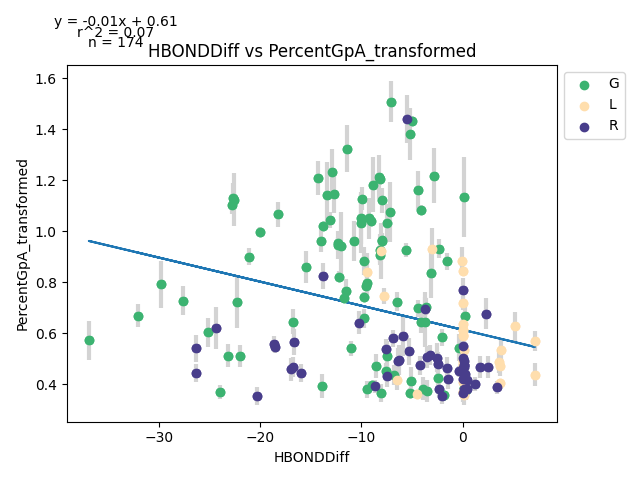 y = -0.01x + 0.61
r^2 = 0.07
n = 174
HBONDDiff vs PercentGpA_transformed
1.6
1.4
1.2
1.0
0.8
0.6
0.4
PercentGpA_transformed
−30
−20
−10
0
HBONDDiff
G
L
R